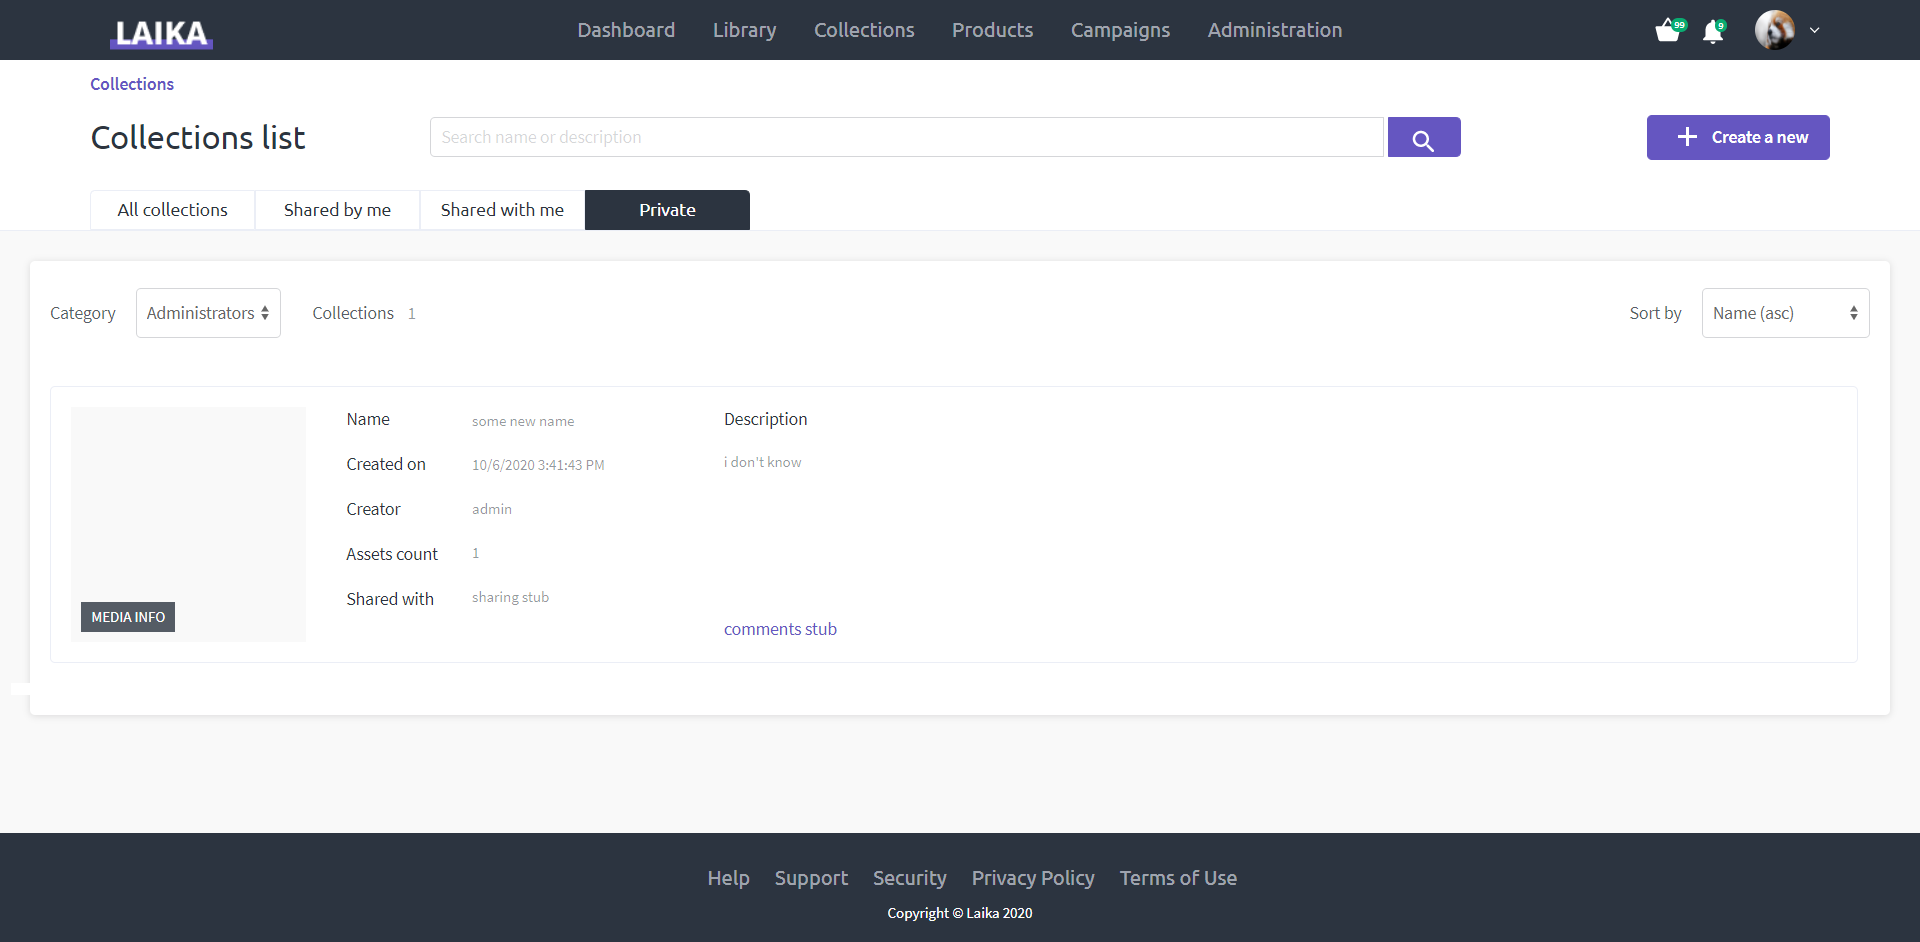 LAIKA
Dashboard Library Collections Products Campaigns Administration
99 9
Collections
Collections list
Search name or description
Create a new
All collections Shared by me Shared with me Private
Category Administrators Collections 1 Sort by Name (asc)
Name some new name
Created on 10/6/2020 3:41:43 PM
Creator admin
Assets count 1
Shared with sharing stub
MEDIA INFO
Description
i don't know
comments stub
Help Support Security Privacy Policy Terms of Use
Copyright © Laika 2020